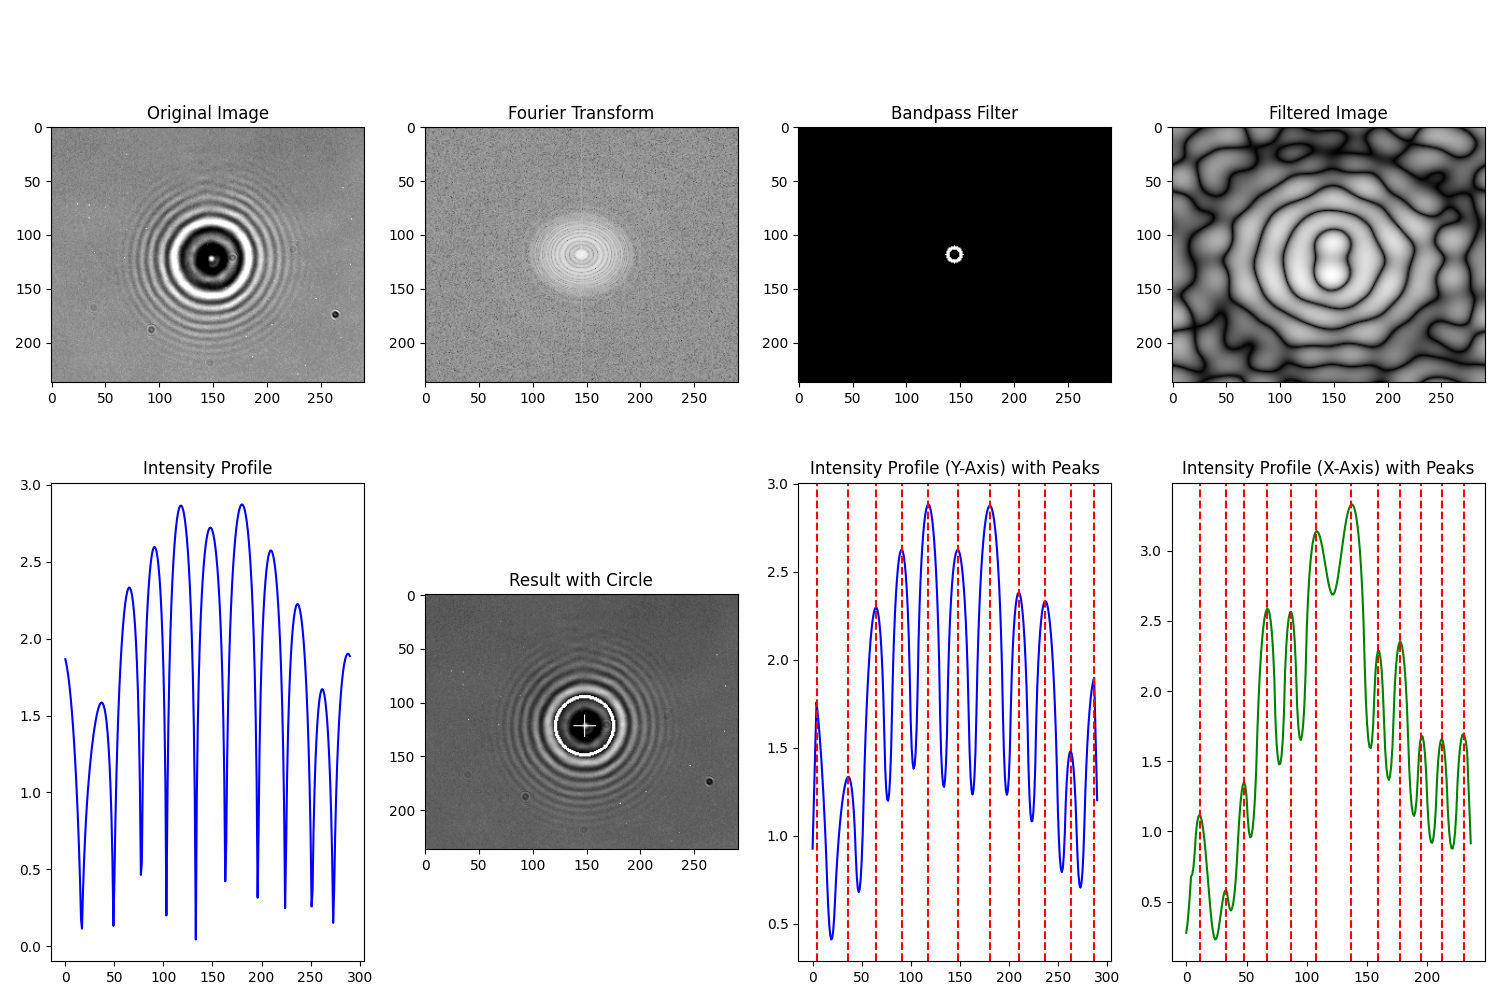 Original Image
Fourier Transform
Bandpass Filter
Filtered Image
0
50
100
150
200
0 50 100 150 200 250
0
50
100
150
200
0 50 100 150 200 250
0
50
100
150
200
0 50 100 150 200 250
0
50
100
150
200
0 50 100 150 200 250
Intensity Profile
3.0
2.5
2.0
1.5
1.0
0.5
0.0
0 50 100 150 200 250 300
Result with Circle
0
50
100
150
200
0 50 100 150 200 250
Intensity Profile (Y-Axis) with Peaks
3.0
2.5
2.0
1.5
1.0
0.5
0 50 100 150 200 250 300
Intensity Profile (X-Axis) with Peaks
3.0
2.5
2.0
1.5
1.0
0.5
0 50 100 150 200